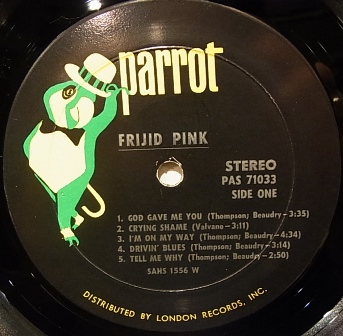 parrot
FRIJID PINK
STEREO
PAS 71033
SIDE ONE
1. GOD GAVE ME YOU (Thompson; Beaudry—3:35)
2. CRYING SHAME (Valvano—3:11)
3. I'M ON MY WAY (Thompson; Beaudry—4:34)
4. DRIVIN' BLUES (Thompson; Beaudry—3:14)
5. TELL ME WHY (Thompson; Beaudry—2:50)
SAHS 1556 W
DISTRIBUTED BY LONDON RECORDS, INC.